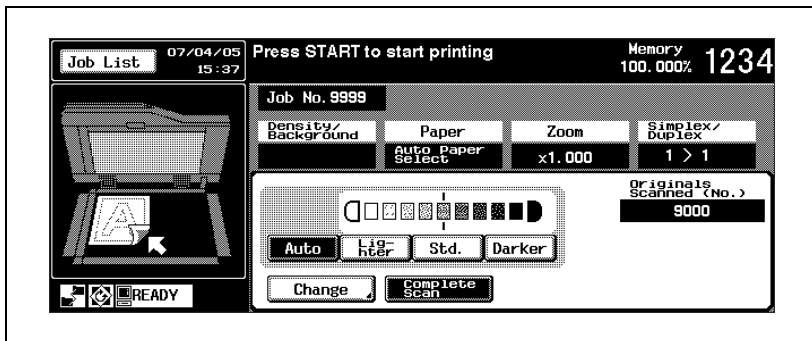 Job List
07/04/05
15:37
Press START to start printing
Memory
100.000%
1234
Job No. 9999
Density/
Background
Paper
Zoom
Simplex/
Duplex
Auto Paper
Select
x1.000
1 > 1
Originals
Scanned (No.)
9000
Auto
Lig-
hter
Std.
Darker
Change
Complete
Scan
READY
A